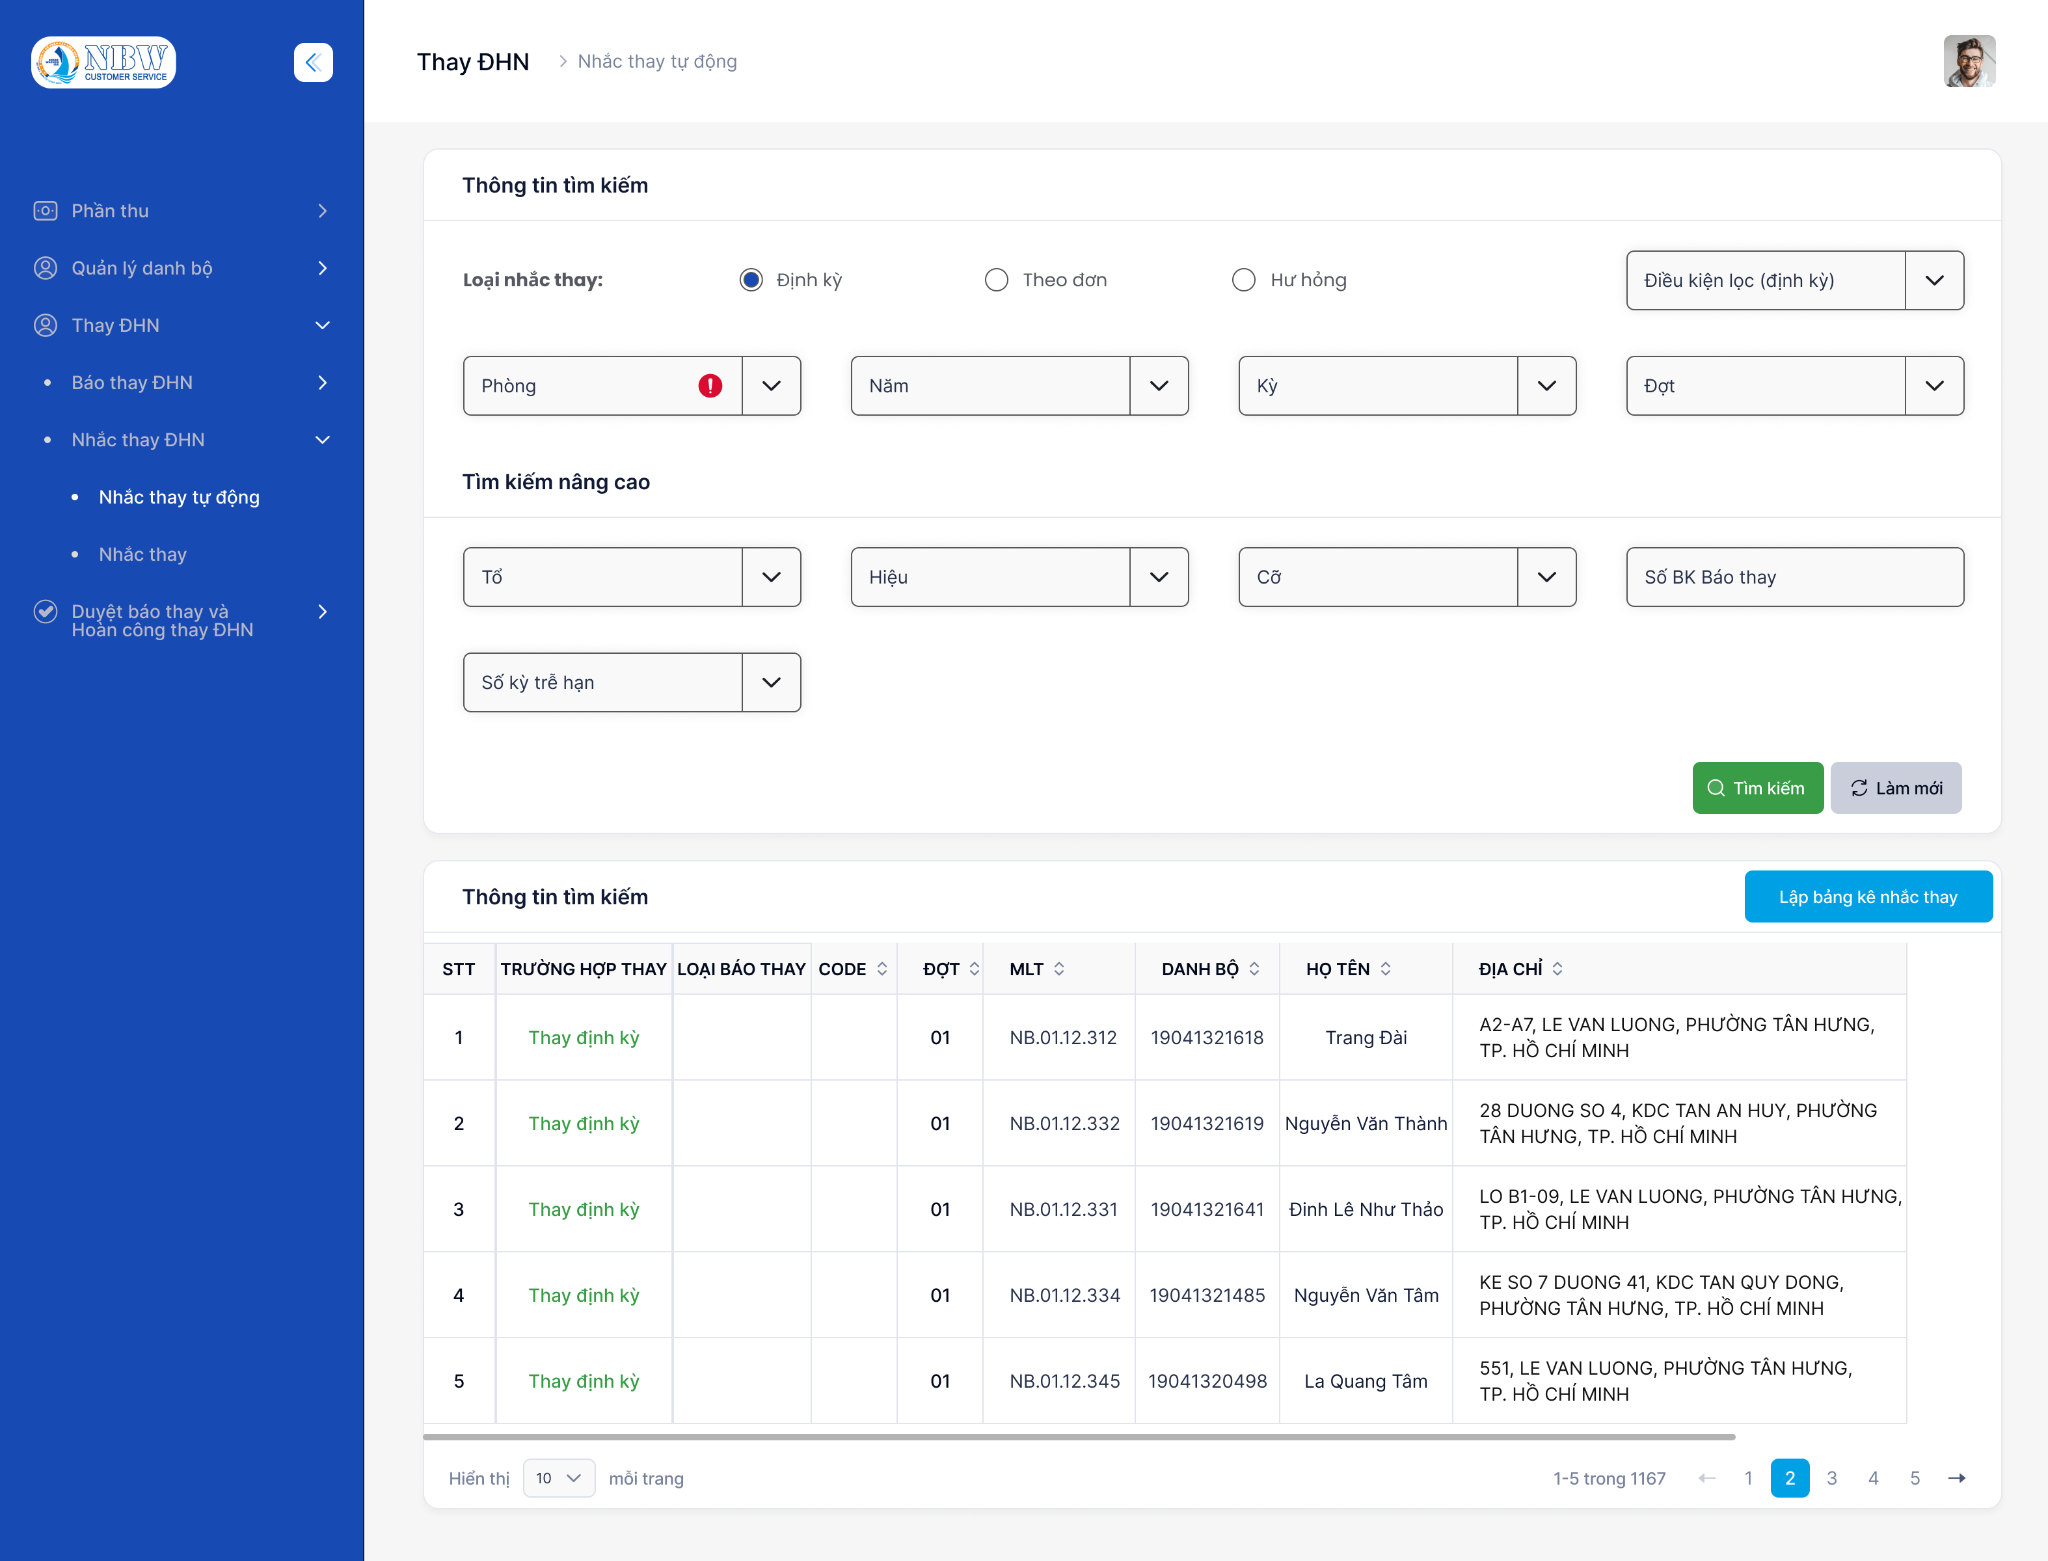 NBW
CUSTOMER SERVICE
Phần thu
Quản lý danh bộ
Thay ĐHN
Báo thay ĐHN
Nhắc thay ĐHN
Nhắc thay tự động
Nhắc thay
Duyệt báo thay và
Hoàn công thay ĐHN
Thay ĐHN
Nhắc thay tự động
Thông tin tìm kiếm
Loại nhắc thay: Định kỳ Theo đơn Hư hỏng Điều kiện lọc (định kỳ)
Phòng Năm Kỳ Đợt
Tìm kiếm nâng cao
Tổ Hiệu Cỡ Số BK Báo thay
Số kỳ trễ hạn
Tìm kiếm Làm mới
Thông tin tìm kiếm Lập bảng kê nhắc thay
STT TRƯỜNG HỢP THAY LOẠI BÁO THAY CODE ĐỢT MLT DANH BỘ HỌ TÊN ĐỊA CHỈ
1 Thay định kỳ 01 NB.01.12.312 19041321618 Trang Đài A2-A7, LE VAN LUONG, PHƯỜNG TÂN HƯNG,
TP. HỒ CHÍ MINH
2 Thay định kỳ 01 NB.01.12.332 19041321619 Nguyễn Văn Thành 28 DUONG SO 4, KDC TAN AN HUY, PHƯỜNG
TÂN HƯNG, TP. HỒ CHÍ MINH
3 Thay định kỳ 01 NB.01.12.331 19041321641 Đinh Lê Như Thảo LO B1-09, LE VAN LUONG, PHƯỜNG TÂN HƯNG,
TP. HỒ CHÍ MINH
4 Thay định kỳ 01 NB.01.12.334 19041321485 Nguyễn Văn Tâm KE SO 7 DUONG 41, KDC TAN QUY DONG,
PHƯỜNG TÂN HƯNG, TP. HỒ CHÍ MINH
5 Thay định kỳ 01 NB.01.12.345 19041320498 La Quang Tâm 551, LE VAN LUONG, PHƯỜNG TÂN HƯNG,
TP. HỒ CHÍ MINH
Hiển thị 10 mỗi trang 1-5 trong 1167 1 2 3 4 5